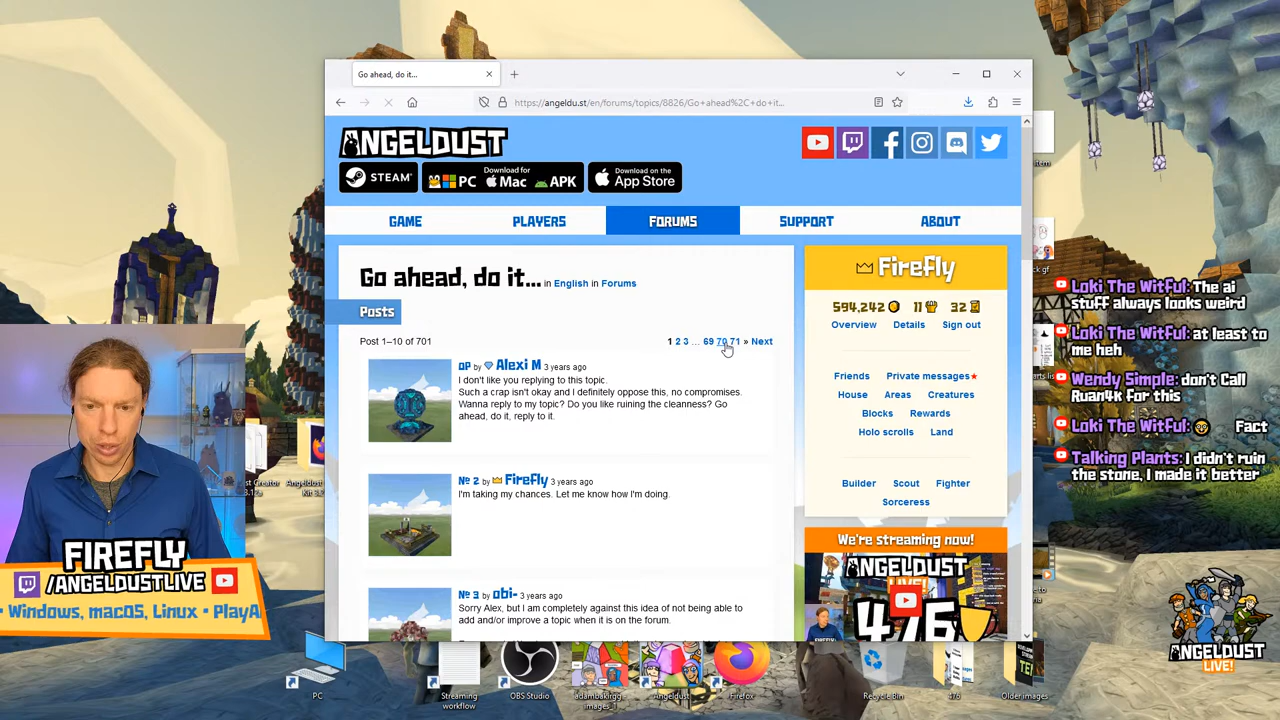 Go ahead, do it...
https://angeldu.st/en/forums/topics/8826/Go+ahead%2C+do+it...
ANGELDUST
STEAM
Download for
PC Mac APK
Download on the
App Store
GAME
PLAYERS
FORUMS
SUPPORT
ABOUT
Go ahead, do it... in English in Forums
Posts
Post 1–10 of 701
1 2 3 ... 69 70 71 » Next
OP by Alexi M 3 years ago
I don't like you replying to this topic.
Such a crap isn't okay and I definitely oppose this, no compromises.
Wanna reply to my topic? Do you like ruining the cleanness? Go
ahead, do it, reply to it.
№ 2 by Firefly 3 years ago
I'm taking my chances. Let me know how I'm doing.
№ 3 by obi- 3 years ago
Sorry Alex, but I am completely against this idea of not being able to
add and/or improve a topic when it is on the forum.
Firefly
594,242 11 32
Overview Details Sign out
Friends Private messages★
House Areas Creatures
Blocks Rewards
Holo scrolls Land
Builder Scout Fighter
Sorceress
We're streaming now!
ANGELDUST
476
FIREFLY
Loki The Witful: The ai
stuff always looks weird
Loki The Witful: at least to
me heh
Wendy Simple: don't Call
Ruan4K for this
Loki The Witful: Fact
Talking Plants: I didn't ruin
the stone, I made it better
FIREFLY
/ANGELDUSTLIVE
• Windows, macOS, Linux • PlayA
ANGELDUST
LIVE!
PC
Streaming
workflow
OBS Studio
adambakirgg
images_1
Angeldust
Firefox
Recycle Bin
476
Older images